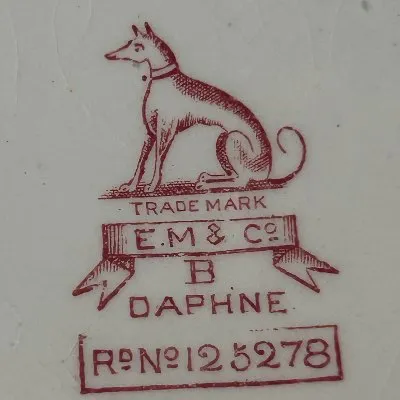 TRADE MARK
E.M & Cº
B
DAPHNE
Rᴰ Nº 125278